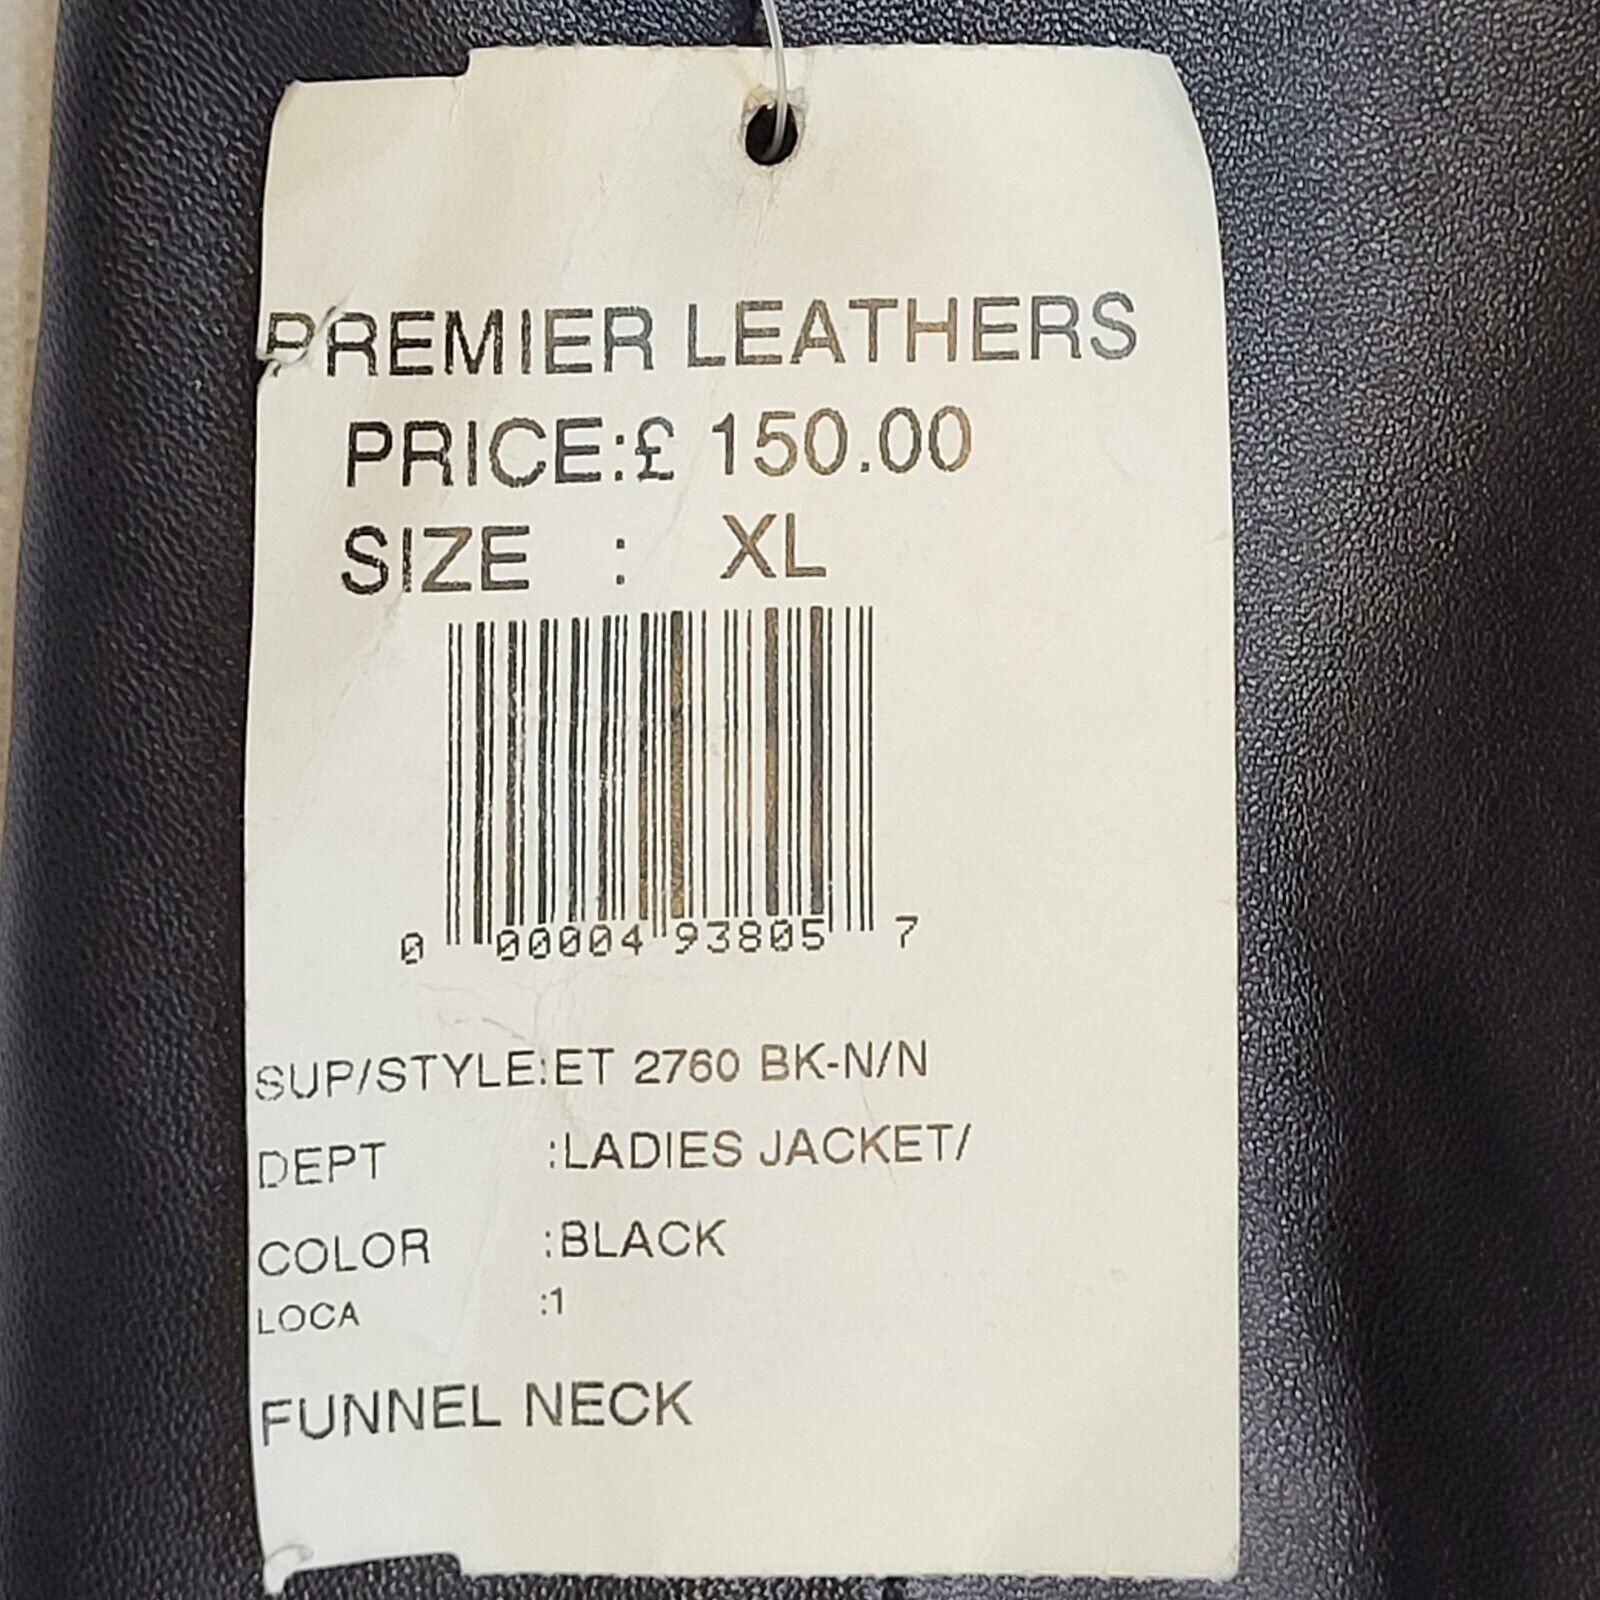 PREMIER LEATHERS
PRICE:£ 150.00
SIZE : XL
0 00004 93805 7
SUP/STYLE:ET 2760 BK-N/N
DEPT :LADIES JACKET/
COLOR :BLACK
LOCA :1
FUNNEL NECK